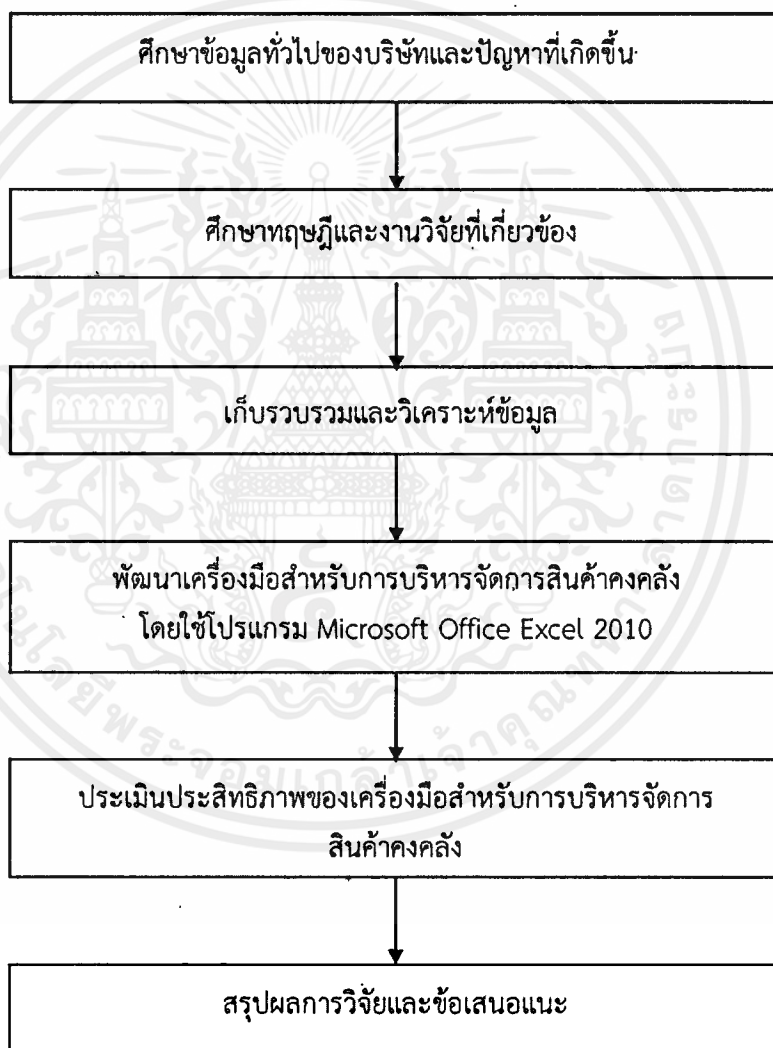 ศึกษาข้อมูลทั่วไปของบริษัทและปัญหาที่เกิดขึ้น
ศึกษาทฤษฎีและงานวิจัยที่เกี่ยวข้อง
เก็บรวบรวมและวิเคราะห์ข้อมูล
พัฒนาเครื่องมือสำหรับการบริหารจัดการสินค้าคงคลัง
โดยใช้โปรแกรม Microsoft Office Excel 2010
ประเมินประสิทธิภาพของเครื่องมือสำหรับการบริหารจัดการ
สินค้าคงคลัง
สรุปผลการวิจัยและข้อเสนอแนะ